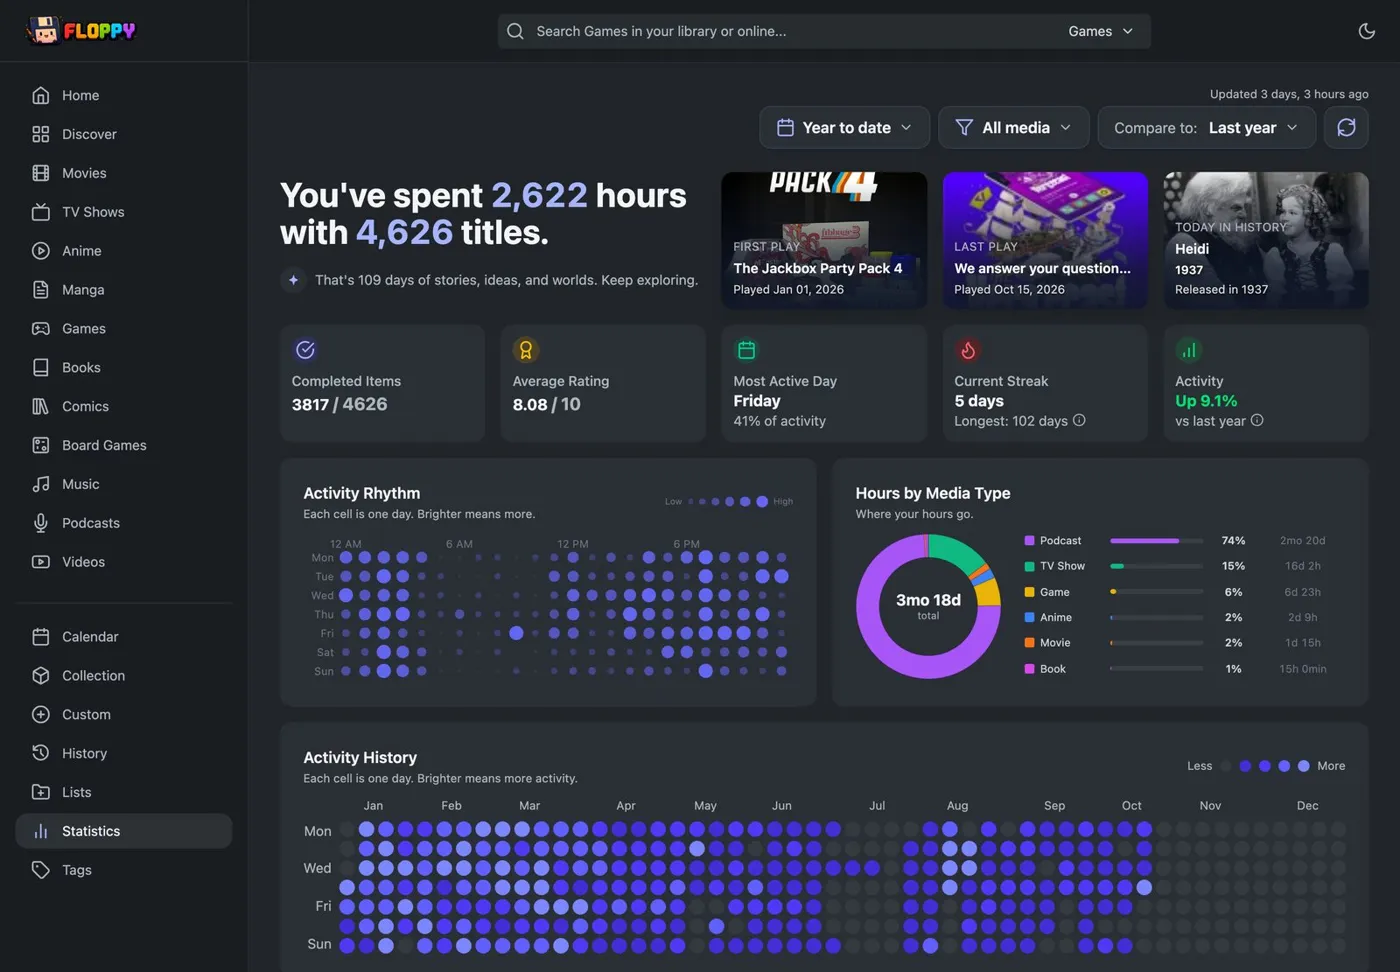 FLOPPY
Search Games in your library or online...
Games
Home
Discover
Movies
TV Shows
Anime
Manga
Games
Books
Comics
Board Games
Music
Podcasts
Videos
Calendar
Collection
Custom
History
Lists
Statistics
Tags
Updated 3 days, 3 hours ago
Year to date
All media
Compare to: Last year
You've spent 2,622 hours
with 4,626 titles.
That's 109 days of stories, ideas, and worlds. Keep exploring.
PACK 4
FIRST PLAY
The Jackbox Party Pack 4
Played Jan 01, 2026
LAST PLAY
We answer your question...
Played Oct 15, 2026
TODAY IN HISTORY
Heidi
1937
Released in 1937
Completed Items
3817 / 4626
Average Rating
8.08 / 10
Most Active Day
Friday
41% of activity
Current Streak
5 days
Longest: 102 days
Activity
Up 9.1%
vs last year
Activity Rhythm
Each cell is one day. Brighter means more.
Low
High
12 AM
6 AM
12 PM
6 PM
Mon
Tue
Wed
Thu
Fri
Sat
Sun
Hours by Media Type
Where your hours go.
3mo 18d
total
Podcast 74% 2mo 20d
TV Show 15% 16d 2h
Game 6% 6d 23h
Anime 2% 2d 9h
Movie 2% 1d 15h
Book 1% 15h 0min
Activity History
Each cell is one day. Brighter means more activity.
Less
More
Jan Feb Mar Apr May Jun Jul Aug Sep Oct Nov Dec
Mon
Wed
Fri
Sun